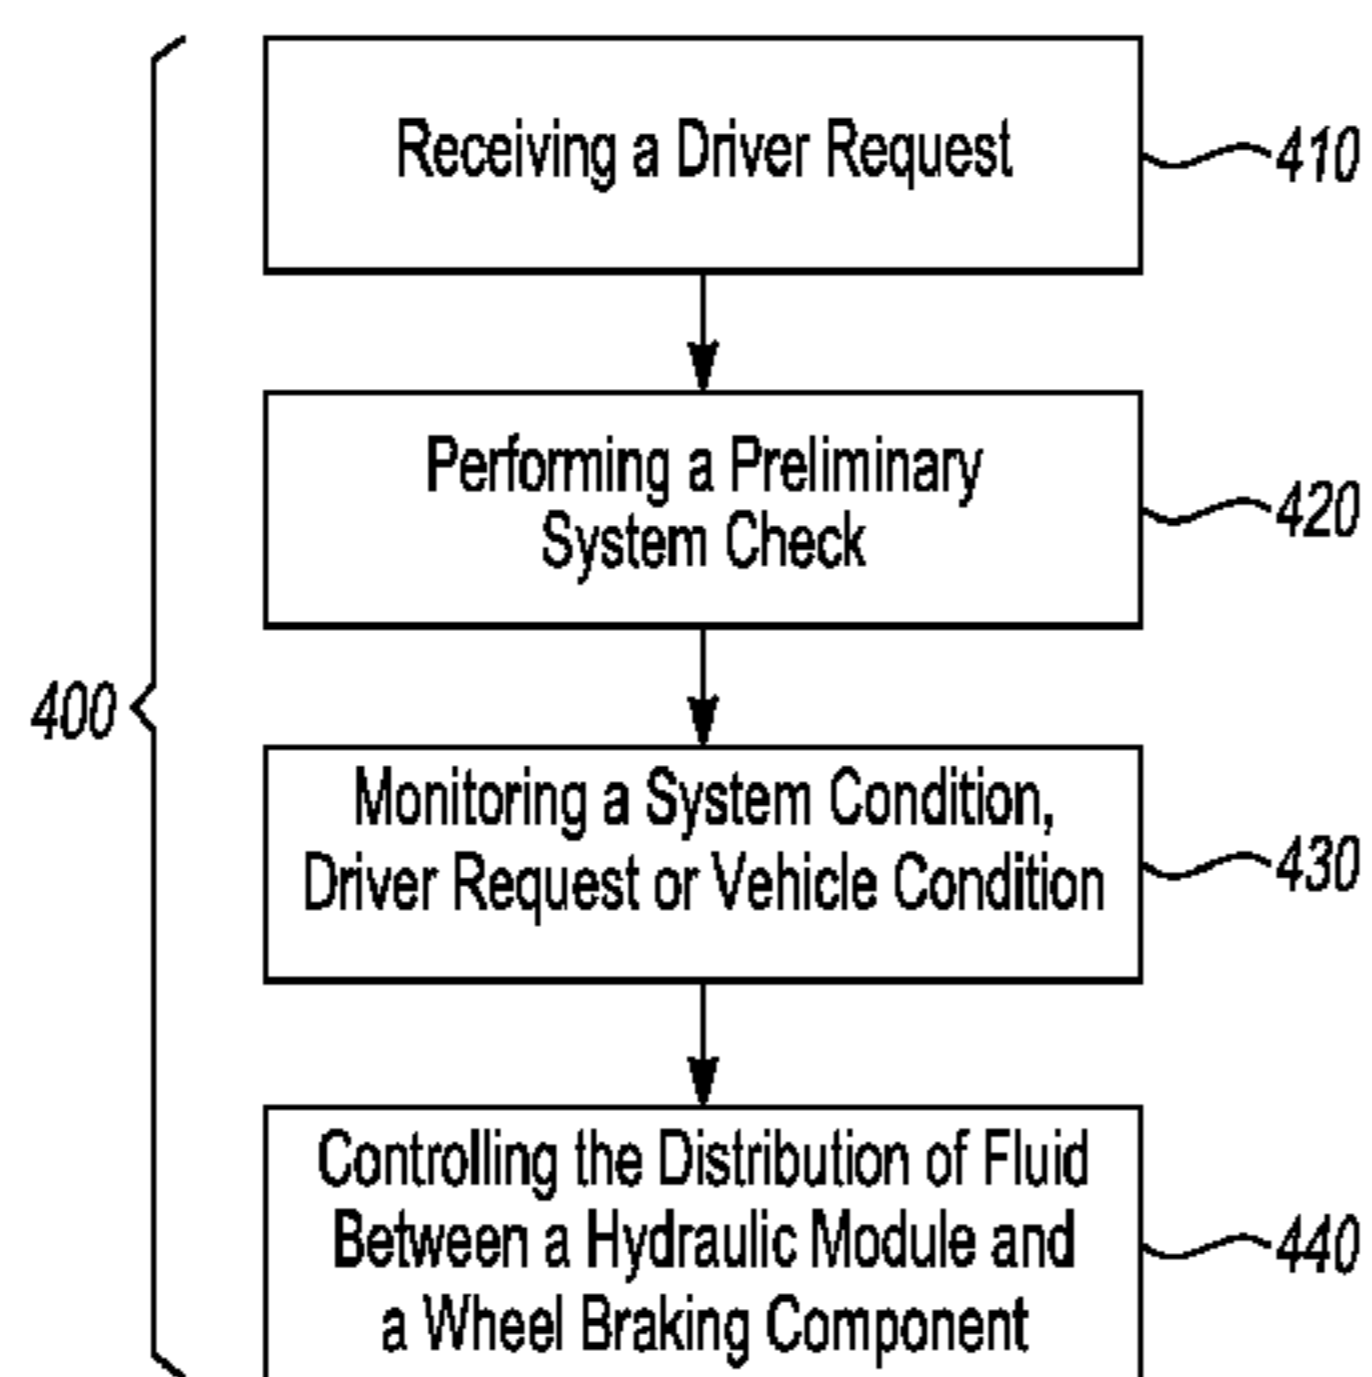 Receiving a Driver Request
410
Performing a Preliminary
System Check
420
400
Monitoring a System Condition,
Driver Request or Vehicle Condition
430
Controlling the Distribution of Fluid
Between a Hydraulic Module and
a Wheel Braking Component
440